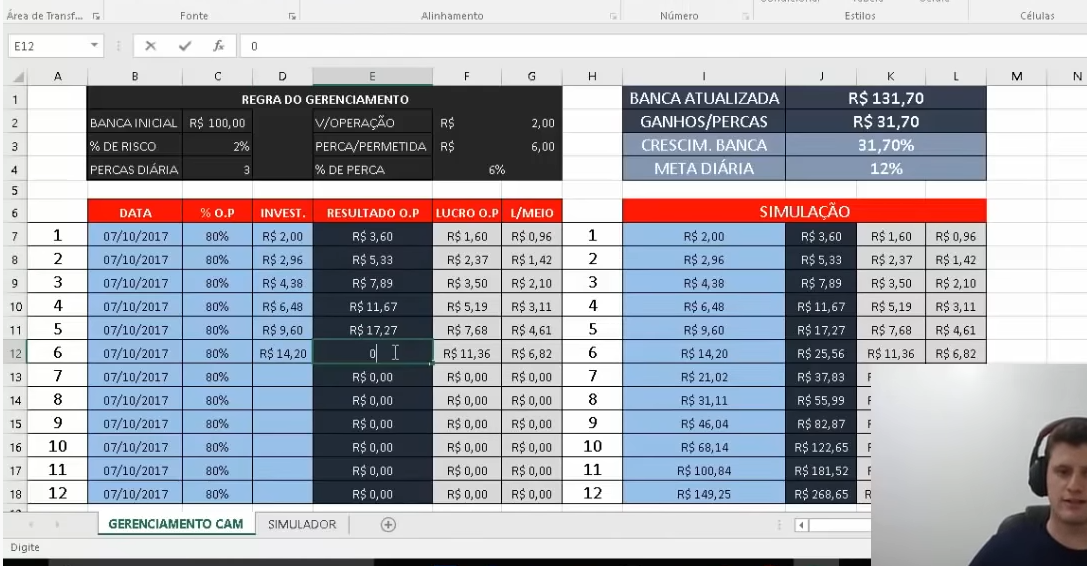 Área de Transf... Fonte Alinhamento Número Estilos Células
E12 fx 0
A B C D E F G H I J K L M N
1 REGRA DO GERENCIAMENTO BANCA ATUALIZADA R$ 131,70
2 BANCA INICIAL R$ 100,00 V/OPERAÇÃO R$ 2,00 GANHOS/PERCAS R$ 31,70
3 % DE RISCO 2% PERCA/PERMETIDA R$ 6,00 CRESCIM. BANCA 31,70%
4 PERCAS DIÁRIA 3 % DE PERCA 6% META DIÁRIA 12%
5
6 DATA % O.P INVEST. RESULTADO O.P LUCRO O.P L/MEIO SIMULAÇÃO
7 1 07/10/2017 80% R$ 2,00 R$ 3,60 R$ 1,60 R$ 0,96 1 R$ 2,00 R$ 3,60 R$ 1,60 R$ 0,96
8 2 07/10/2017 80% R$ 2,96 R$ 5,33 R$ 2,37 R$ 1,42 2 R$ 2,96 R$ 5,33 R$ 2,37 R$ 1,42
9 3 07/10/2017 80% R$ 4,38 R$ 7,89 R$ 3,50 R$ 2,10 3 R$ 4,38 R$ 7,89 R$ 3,50 R$ 2,10
10 4 07/10/2017 80% R$ 6,48 R$ 11,67 R$ 5,19 R$ 3,11 4 R$ 6,48 R$ 11,67 R$ 5,19 R$ 3,11
11 5 07/10/2017 80% R$ 9,60 R$ 17,27 R$ 7,68 R$ 4,61 5 R$ 9,60 R$ 17,27 R$ 7,68 R$ 4,61
12 6 07/10/2017 80% R$ 14,20 0 R$ 11,36 R$ 6,82 6 R$ 14,20 R$ 25,56 R$ 11,36 R$ 6,82
13 7 07/10/2017 80% R$ 0,00 R$ 0,00 R$ 0,00 7 R$ 21,02 R$ 37,83
14 8 07/10/2017 80% R$ 0,00 R$ 0,00 R$ 0,00 8 R$ 31,11 R$ 55,99
15 9 07/10/2017 80% R$ 0,00 R$ 0,00 R$ 0,00 9 R$ 46,04 R$ 82,87
16 10 07/10/2017 80% R$ 0,00 R$ 0,00 R$ 0,00 10 R$ 68,14 R$ 122,65
17 11 07/10/2017 80% R$ 0,00 R$ 0,00 R$ 0,00 11 R$ 100,84 R$ 181,52
18 12 07/10/2017 80% R$ 0,00 R$ 0,00 R$ 0,00 12 R$ 149,25 R$ 268,65
GERENCIAMENTO CAM SIMULADOR
Digite